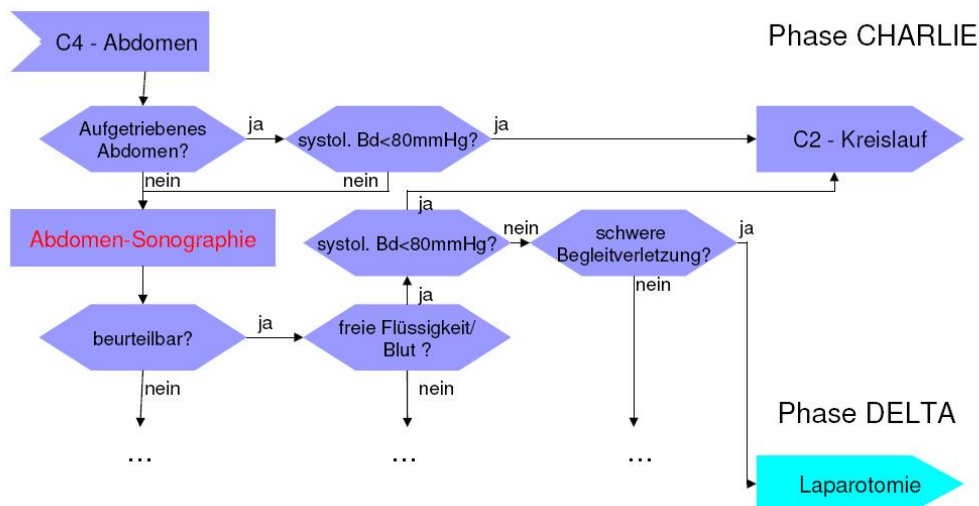 C4 - Abdomen
Phase CHARLIE
Aufgetriebenes
Abdomen?
ja
systol. Bd<80mmHg?
ja
C2 - Kreislauf
nein
nein
ja
Abdomen-Sonographie
systol. Bd<80mmHg?
nein
schwere
Begleitverletzung?
ja
ja
nein
beurteilbar?
ja
freie Flüssigkeit/
Blut ?
nein
nein
Phase DELTA
...
...
...
Laparotomie